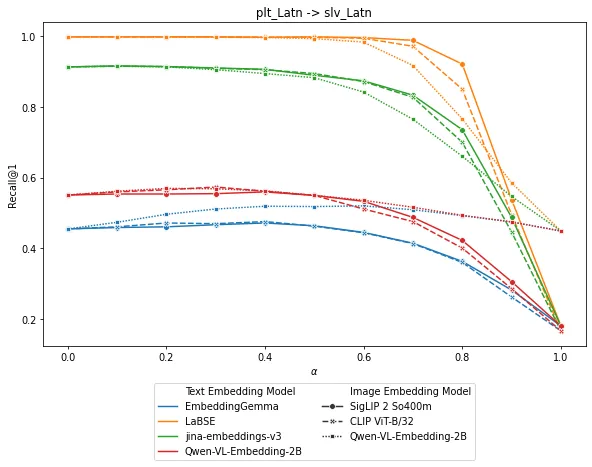 plt_Latn -> slv_Latn
1.0
0.8
0.6
0.4
0.2
Recall@1
0.0 0.2 0.4 0.6 0.8 1.0
α
Text Embedding Model Image Embedding Model
EmbeddingGemma SigLIP 2 So400m
LaBSE CLIP ViT-B/32
jina-embeddings-v3 Qwen-VL-Embedding-2B
Qwen-VL-Embedding-2B